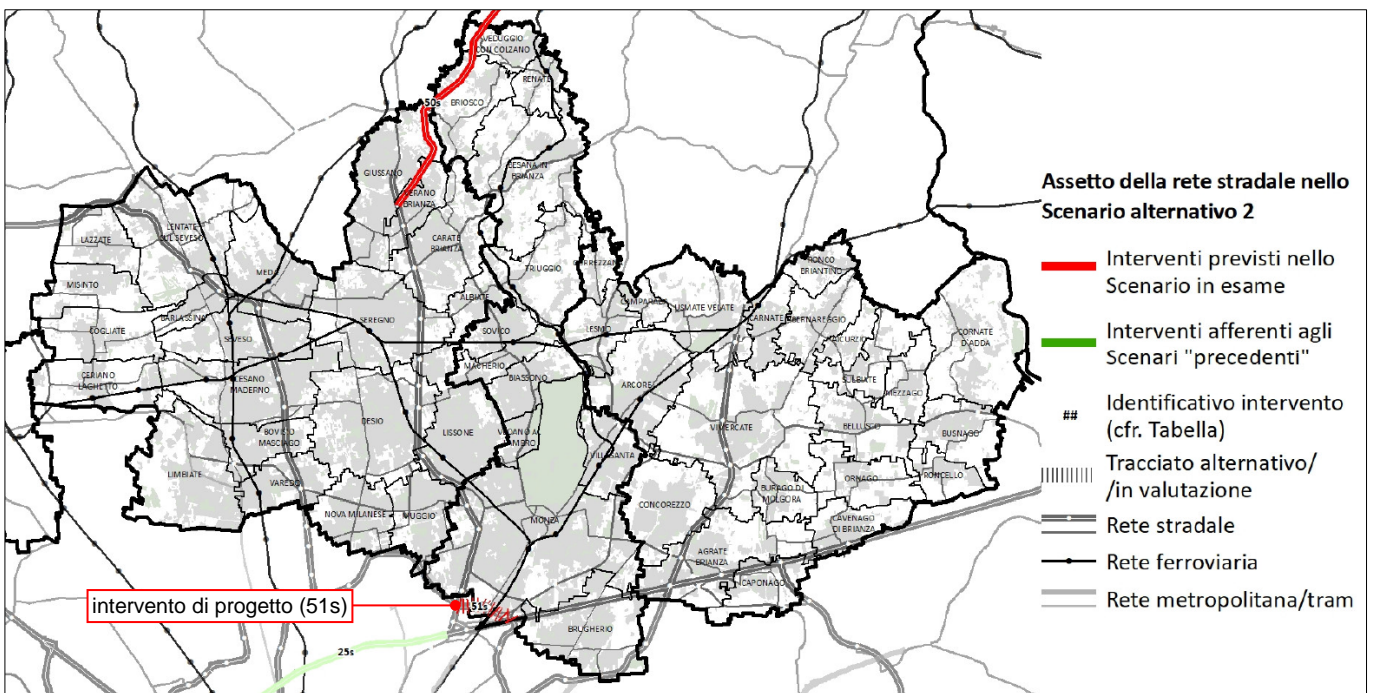 VEDUGGIO
CON COLZANO
RENATE
50s
BRIOSCO
GIUSSANO
BESANA IN
BRIANZA
VERANO
BRIANZA
LENTATE
SUL SEVESO
LAZZATE
CARATE
BRIANZA
MEDA
TRIUGGIO
CORREZZANA
RONCO
BRIANTINO
MISINTO
ALBIATE
CAMPARADA
USMATE VELATE
BARLASSINA
SEREGNO
CARNATE
BERNAREGGIO
COGLIATE
SEVESO
SOVICO
LESMO
AICURZIO
CORNATE
D'ADDA
CERIANO
LAGHETTO
MACHERIO
BIASSONO
ARCORE
SULBIATE
CESANO
MADERNO
MEZZAGO
DESIO
LISSONE
VEDANO AL
LAMBRO
VIMERCATE
BELLUSCO
BOVISIO
MASCIAGO
BUSNAGO
VILLASANTA
LIMBIATE
VAREDO
ORNAGO
RONCELLO
BURAGO DI
MOLGORA
CONCOREZZO
NOVA MILANESE
MUGGIO
MONZA
CAVENAGO
DI BRIANZA
AGRATE
BRIANZA
CAPONAGO
51s
intervento di progetto (51s)
BRUGHERIO
25s
Assetto della rete stradale nello
Scenario alternativo 2
Interventi previsti nello
Scenario in esame
Interventi afferenti agli
Scenari "precedenti"
## Identificativo intervento
(cfr. Tabella)
Tracciato alternativo/
/in valutazione
Rete stradale
Rete ferroviaria
Rete metropolitana/tram